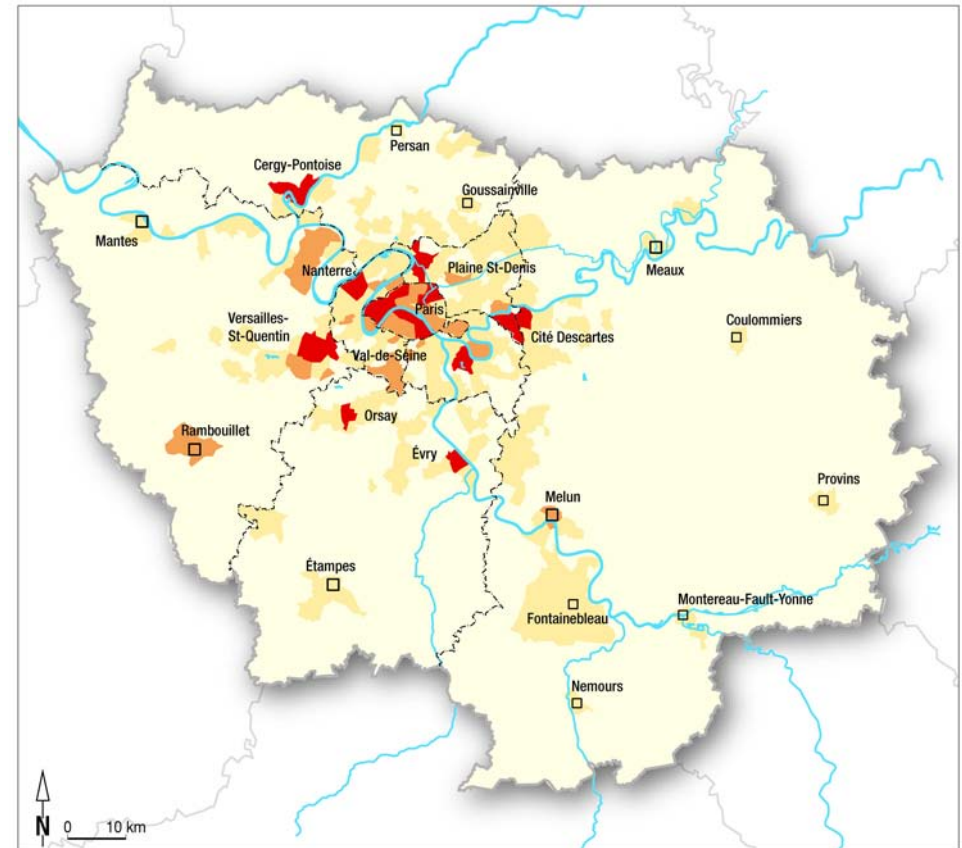 Persan
Cergy-Pontoise
Goussainville
Mantes
Meaux
Nanterre
Plaine St-Denis
Paris
Versailles-
St-Quentin
Coulommiers
Cité Descartes
Val-de-Seine
Orsay
Rambouillet
Évry
Provins
Melun
Étampes
Montereau-Fault-Yonne
Fontainebleau
Nemours
N
0 10 km